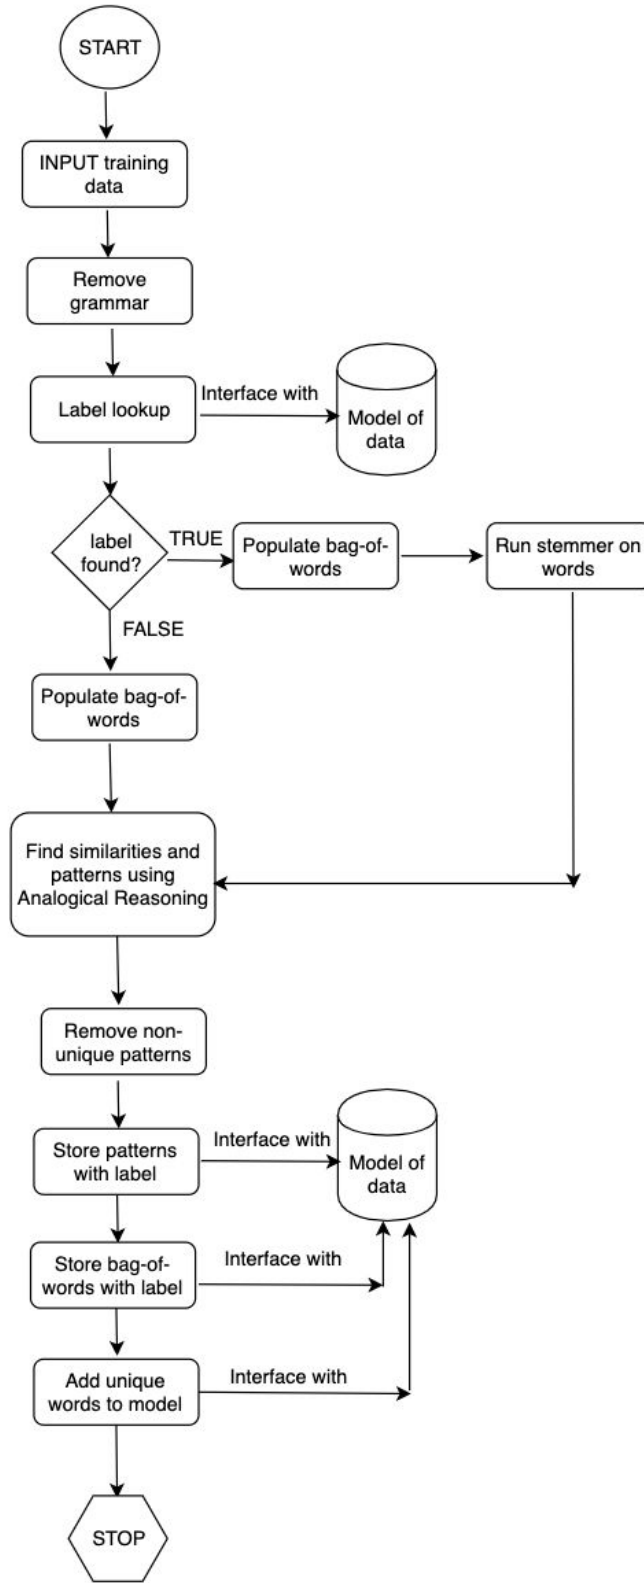 START
INPUT training
data
Remove
grammar
Label lookup
Interface with
Model of
data
label
found?
TRUE
Populate bag-of-
words
Run stemmer on
words
FALSE
Populate bag-of-
words
Find similarities and
patterns using
Analogical Reasoning
Remove non-
unique patterns
Store patterns
with label
Interface with
Model of
data
Store bag-of-
words with label
Interface with
Add unique
words to model
Interface with
STOP